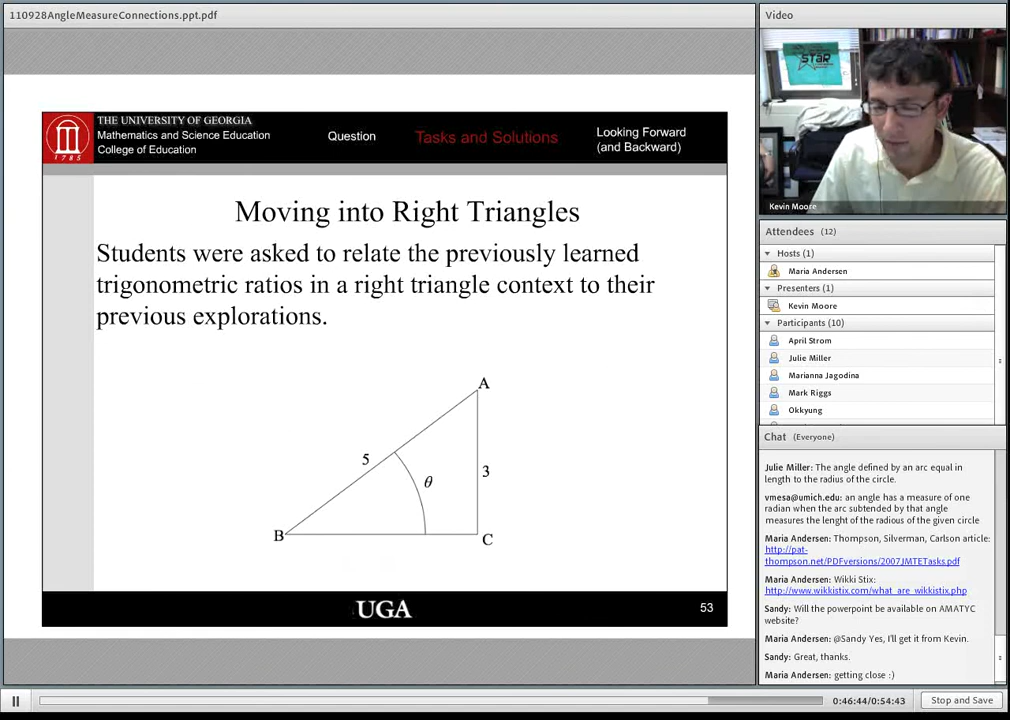 110928AngleMeasureConnections.ppt.pdf
THE UNIVERSITY OF GEORGIA
Mathematics and Science Education
College of Education
1785
Question
Tasks and Solutions
Looking Forward
(and Backward)
Moving into Right Triangles
Students were asked to relate the previously learned
trigonometric ratios in a right triangle context to their
previous explorations.
A
5
θ
3
B
C
UGA
53
Video
STaR
Kevin Moore
Attendees (12)
Hosts (1)
Maria Andersen
Presenters (1)
Kevin Moore
Participants (10)
April Strom
Julie Miller
Marianna Jagodina
Mark Riggs
Okkyung
Chat (Everyone)
Julie Miller: The angle defined by an arc equal in
length to the radius of the circle.
vmesa@umich.edu: an angle has a measure of one
radian when the arc subtended by that angle
measures the lenght of the radious of the given circle
Maria Andersen: Thompson, Silverman, Carlson article:
http://pat-
thompson.net/PDFversions/2007JMTETasks.pdf
Maria Andersen: Wikki Stix:
http://www.wikkistix.com/what_are_wikkistix.php
Sandy: Will the powerpoint be available on AMATYC
website?
Maria Andersen: @Sandy Yes, I'll get it from Kevin.
Sandy: Great, thanks.
Maria Andersen: getting close :)
0:46:44/0:54:43
Stop and Save